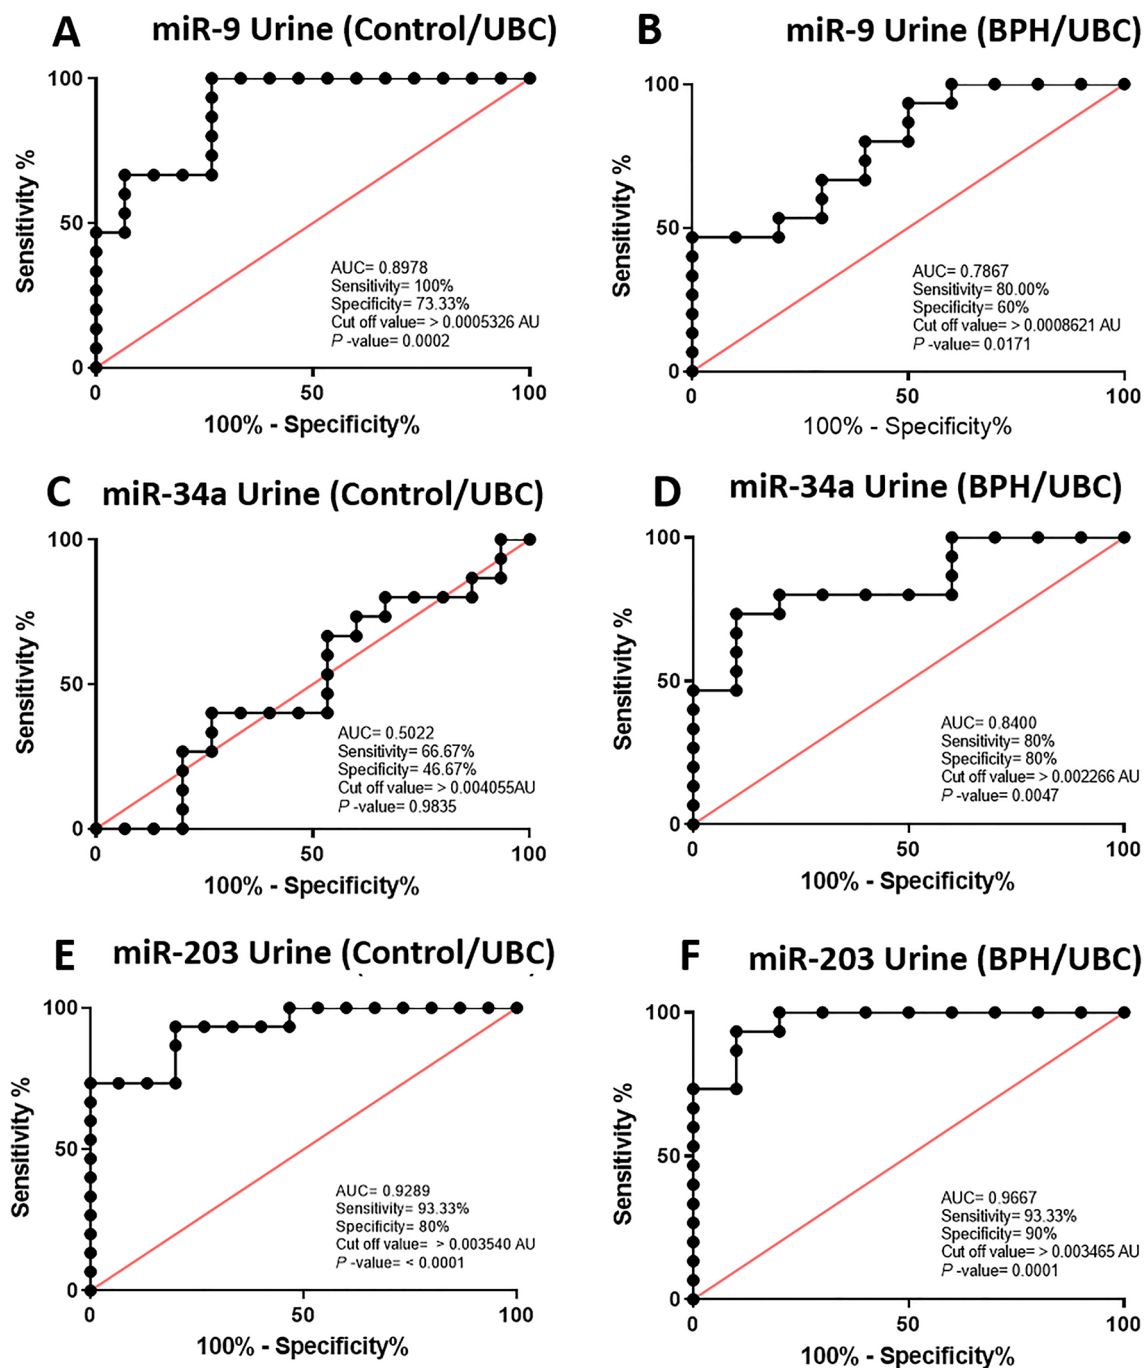 A miR-9 Urine (Control/UBC)
100
50
0
Sensitivity %
AUC= 0.8978
Sensitivity= 100%
Specificity= 73.33%
Cut off value= > 0.0005326 AU
P -value= 0.0002
0 50 100
100% - Specificity%
B miR-9 Urine (BPH/UBC)
100
50
0
Sensitivity %
AUC= 0.7867
Sensitivity= 80.00%
Specificity= 60%
Cut off value= > 0.0008621 AU
P -value= 0.0171
0 50 100
100% - Specificity%
C miR-34a Urine (Control/UBC)
100
50
0
Sensitivity %
AUC= 0.5022
Sensitivity= 66.67%
Specificity= 46.67%
Cut off value= > 0.004055AU
P -value= 0.9835
0 50 100
100% - Specificity%
D miR-34a Urine (BPH/UBC)
100
50
0
Sensitivity %
AUC= 0.8400
Sensitivity= 80%
Specificity= 80%
Cut off value= > 0.002266 AU
P -value= 0.0047
0 50 100
100% - Specificity%
E miR-203 Urine (Control/UBC)
100
50
0
Sensitivity %
AUC= 0.9289
Sensitivity= 93.33%
Specificity= 80%
Cut off value= > 0.003540 AU
P -value= < 0.0001
0 50 100
100% - Specificity%
F miR-203 Urine (BPH/UBC)
100
50
0
Sensitivity %
AUC= 0.9667
Sensitivity= 93.33%
Specificity= 90%
Cut off value= > 0.003465 AU
P -value= 0.0001
0 50 100
100% - Specificity%